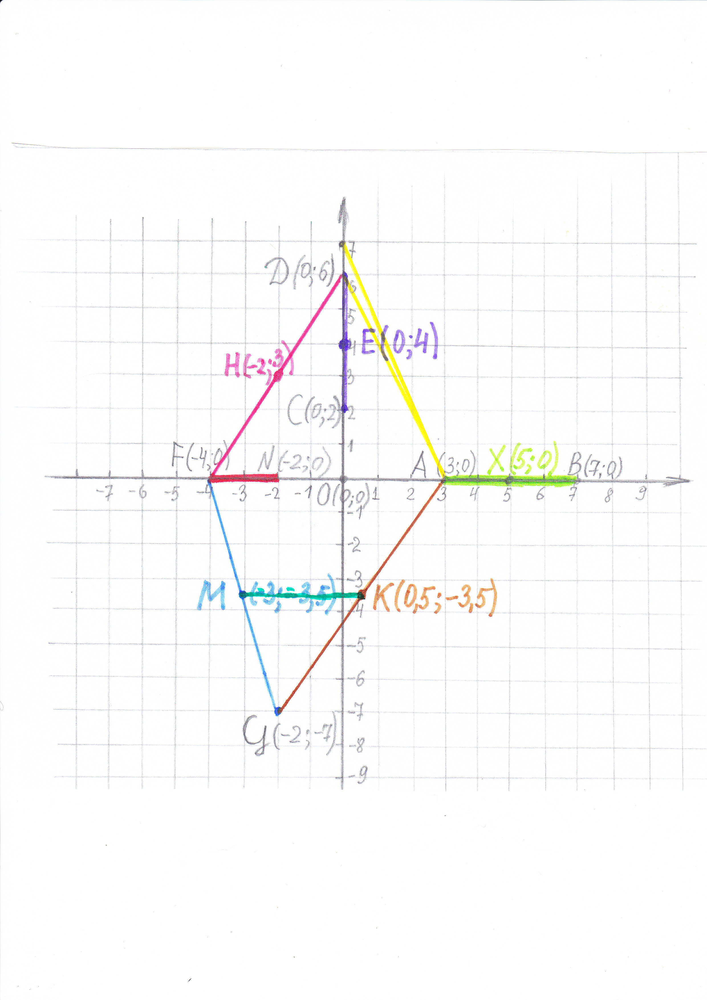 7
D(0;6)
6
5
E(0;4)
4
H(-2;3)
3
C(0;2)
2
1
F(-4;0) N(-2;0) A (3;0) X(5;0) B(7;0)
-7 -6 -5 -4 -3 -2 -1 O(0;0) 1 2 3 4 5 6 7 8 9
-1
-2
-3
M (-3;-3,5) K(0,5;-3,5)
-4
-5
-6
-7
G(-2;-7)
-8
-9